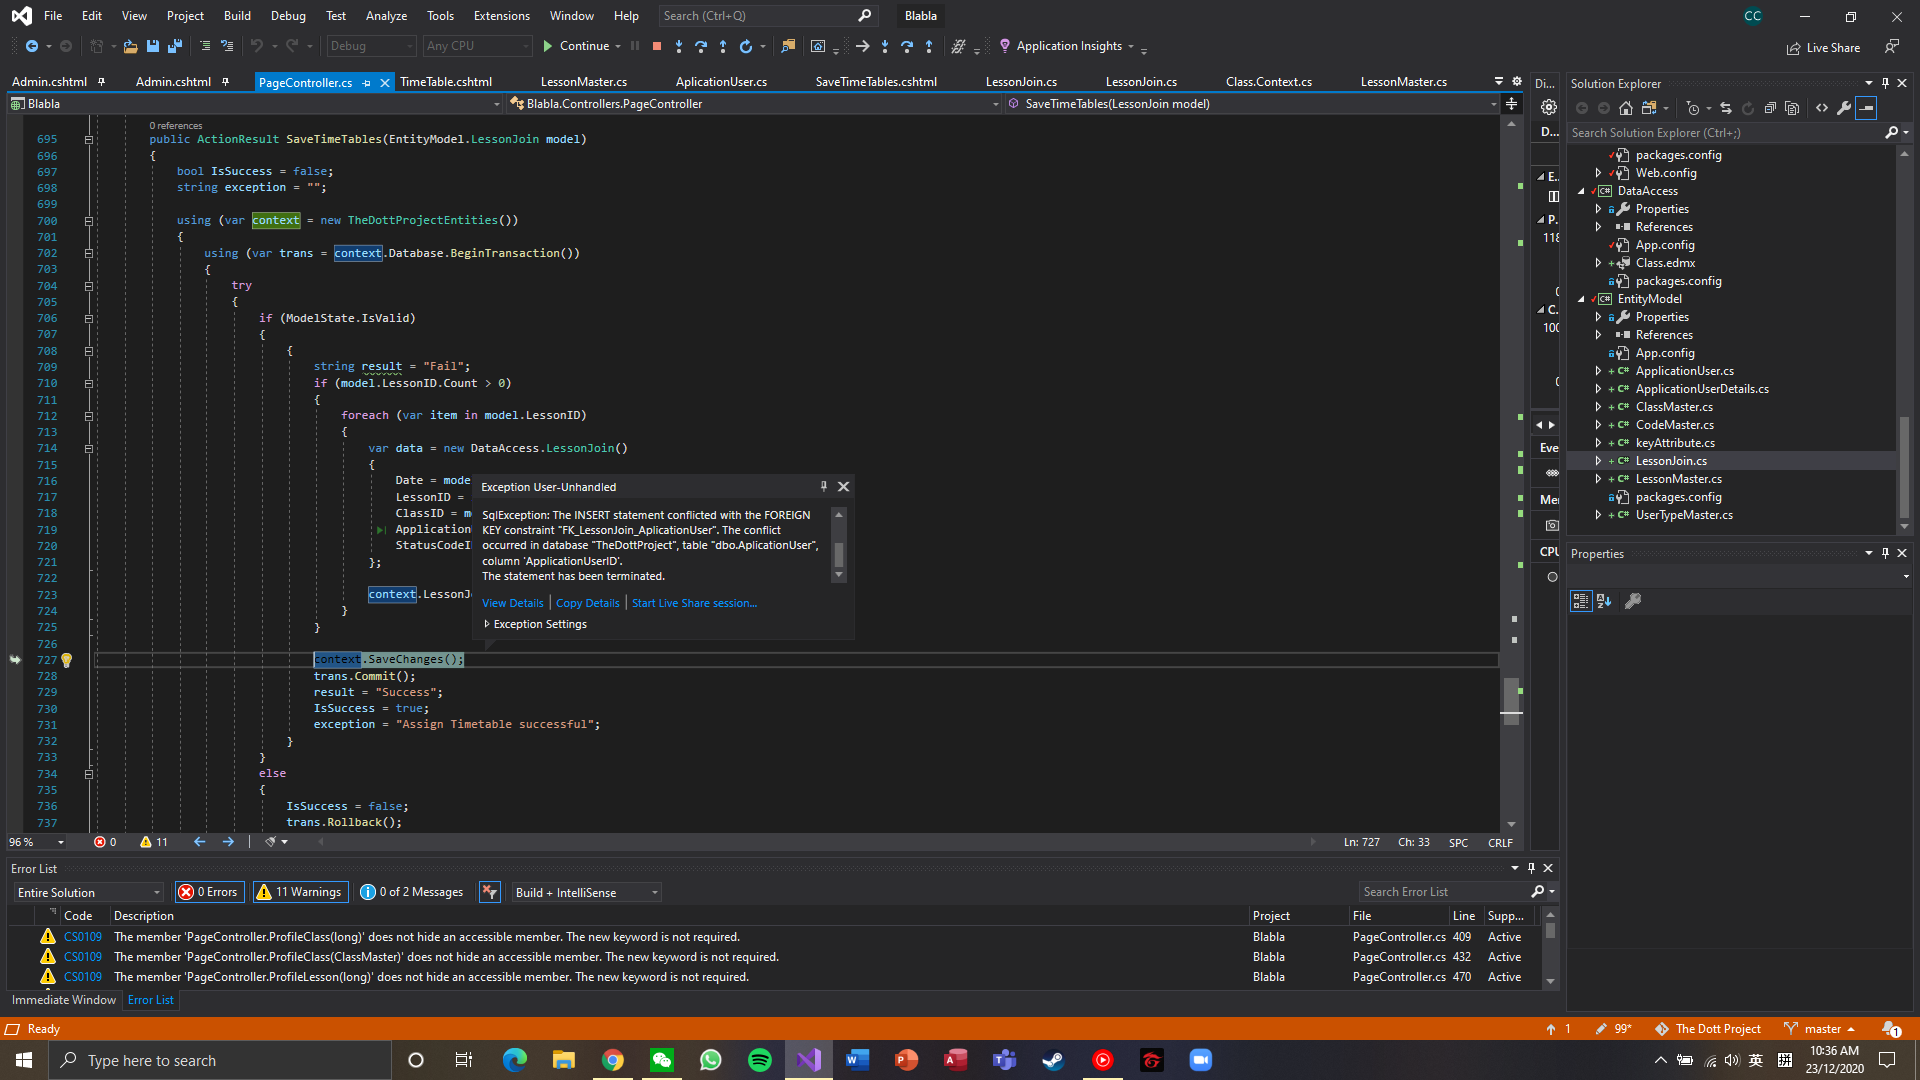 File Edit View Project Build Debug Test Analyze Tools Extensions Window Help Search (Ctrl+Q) Blabla CC
Debug Any CPU Continue Application Insights Live Share
Admin.cshtml Admin.cshtml PageController.cs TimeTable.cshtml LessonMaster.cs AplicationUser.cs SaveTimeTables.cshtml LessonJoin.cs LessonJoin.cs Class.Context.cs LessonMaster.cs
Blabla Blabla.Controllers.PageController SaveTimeTables(LessonJoin model)
0 references
695 public ActionResult SaveTimeTables(EntityModel.LessonJoin model)
696 {
697 bool IsSuccess = false;
698 string exception = "";
699
700 using (var context = new TheDottProjectEntities())
701 {
702 using (var trans = context.Database.BeginTransaction())
703 {
704 try
705 {
706 if (ModelState.IsValid)
707 {
708 {
709 string result = "Fail";
710 if (model.LessonID.Count > 0)
711 {
712 foreach (var item in model.LessonID)
713 {
714 var data = new DataAccess.LessonJoin()
715 {
716 Date = mode
717 LessonID =
718 ClassID = m
719 Application
720 StatusCodeI
721 };
722
723 context.LessonJ
724 }
725 }
726
727 context.SaveChanges();
728 trans.Commit();
729 result = "Success";
730 IsSuccess = true;
731 exception = "Assign Timetable successful";
732 }
733 }
734 else
735 {
736 IsSuccess = false;
737 trans.Rollback();
Exception User-Unhandled
SqlException: The INSERT statement conflicted with the FOREIGN
KEY constraint "FK_LessonJoin_AplicationUser". The conflict
occurred in database "TheDottProject", table "dbo.AplicationUser",
column 'ApplicationUserID'.
The statement has been terminated.
View Details Copy Details Start Live Share session...
Exception Settings
96 % 0 11 Ln: 727 Ch: 33 SPC CRLF
Di...
D...
E...
P.
118
0
C.
100
0
Eve
Me
CPU
Solution Explorer
Search Solution Explorer (Ctrl+;)
packages.config
Web.config
DataAccess
Properties
References
App.config
Class.edmx
packages.config
EntityModel
Properties
References
App.config
ApplicationUser.cs
ApplicationUserDetails.cs
ClassMaster.cs
CodeMaster.cs
keyAttribute.cs
LessonJoin.cs
LessonMaster.cs
packages.config
UserTypeMaster.cs
Properties
Error List
Entire Solution 0 Errors 11 Warnings 0 of 2 Messages Build + IntelliSense Search Error List
Code Description Project File Line Supp...
CS0109 The member 'PageController.ProfileClass(long)' does not hide an accessible member. The new keyword is not required. Blabla PageController.cs 409 Active
CS0109 The member 'PageController.ProfileClass(ClassMaster)' does not hide an accessible member. The new keyword is not required. Blabla PageController.cs 432 Active
CS0109 The member 'PageController.ProfileLesson(long)' does not hide an accessible member. The new keyword is not required. Blabla PageController.cs 470 Active
Immediate Window Error List
Ready 1 99* The Dott Project master 1
Type here to search 英 拼 10:36 AM
23/12/2020